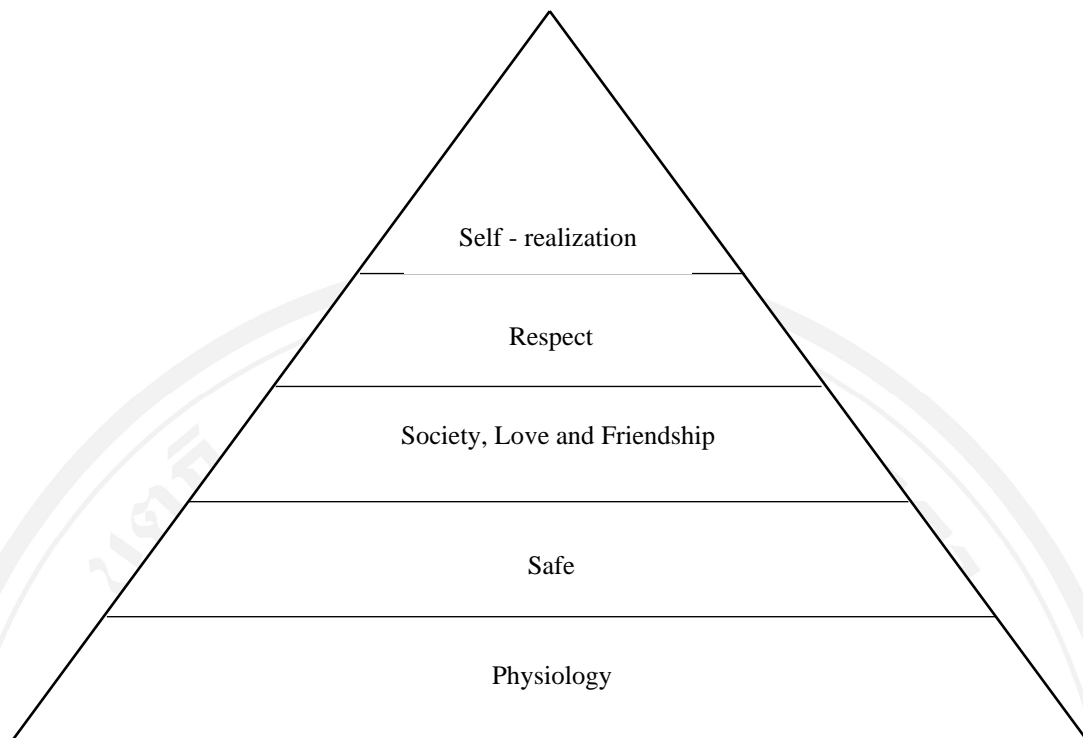 Self - realization
Respect
Society, Love and Friendship
Safe
Physiology